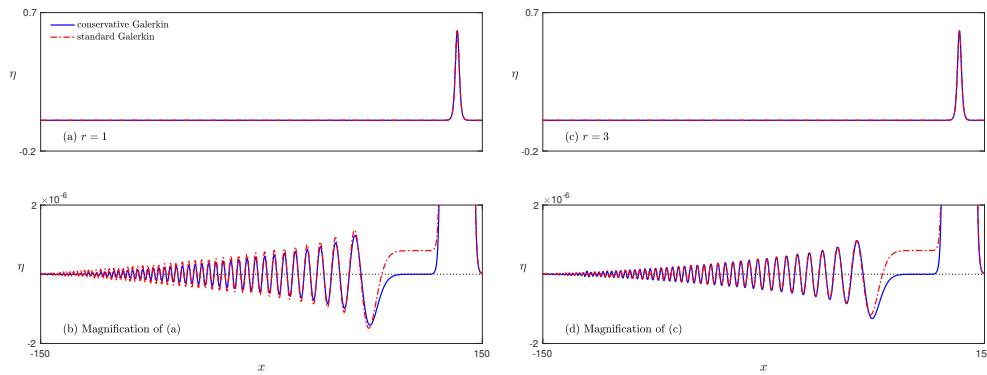 0.7
conservative Galerkin
standard Galerkin
η
(a) r = 1
-0.2
0.7
η
(c) r = 3
-0.2
×10-6
2
η
(b) Magnification of (a)
-2
-150
x
150
×10-6
2
η
(d) Magnification of (c)
-2
-150
x
15